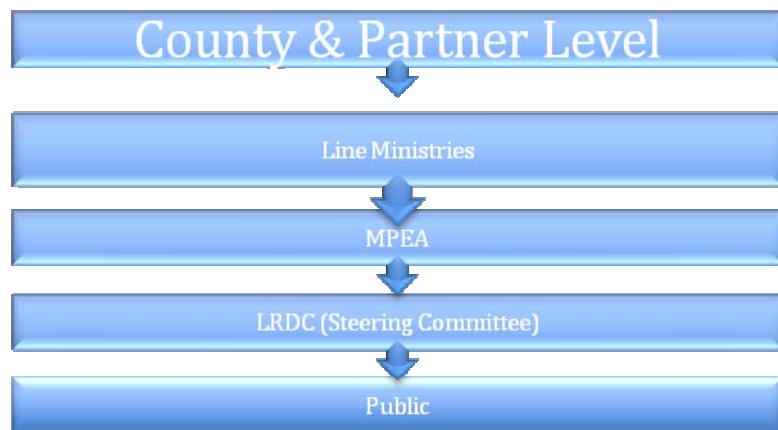 County & Partner Level
Line Ministries
MPEA
LRDC (Steering Committee)
Public